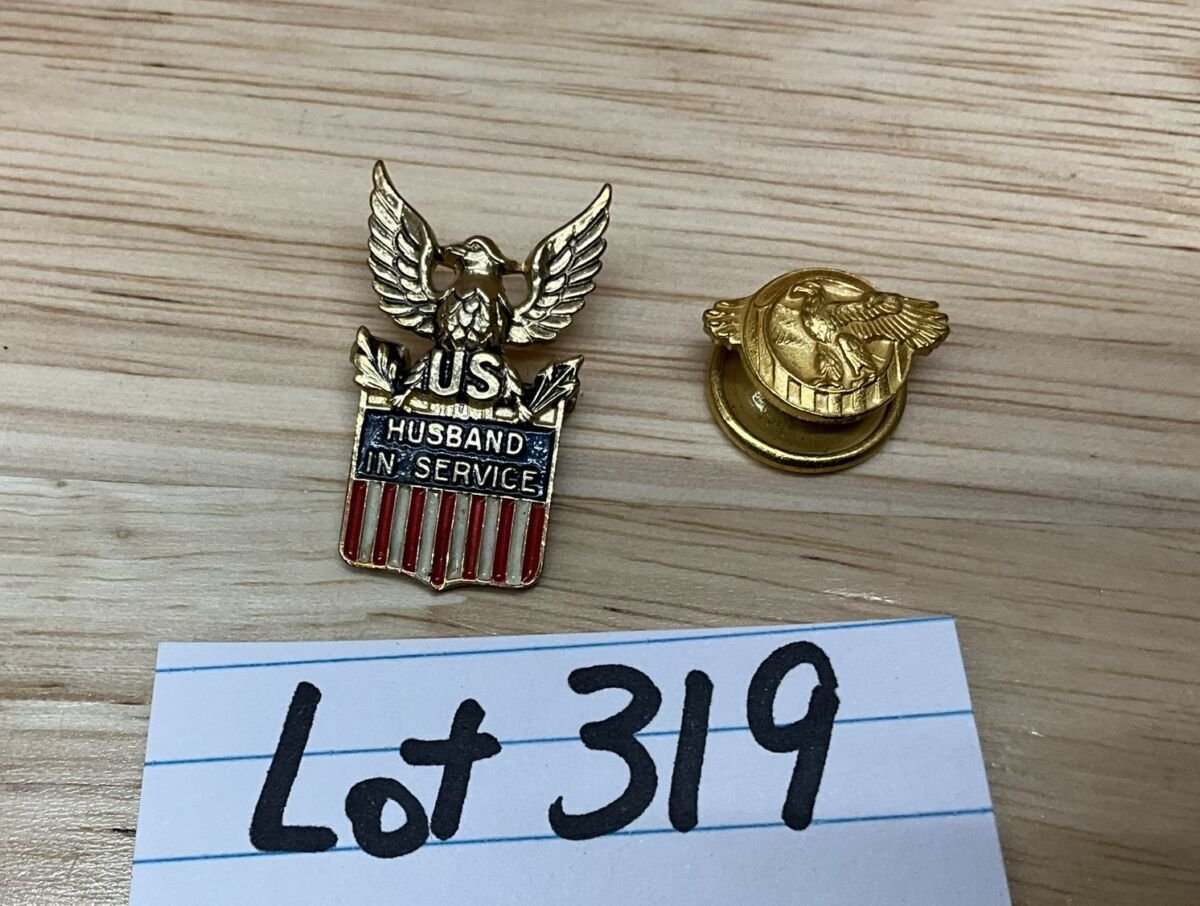 US
HUSBAND
IN SERVICE
Lot 319